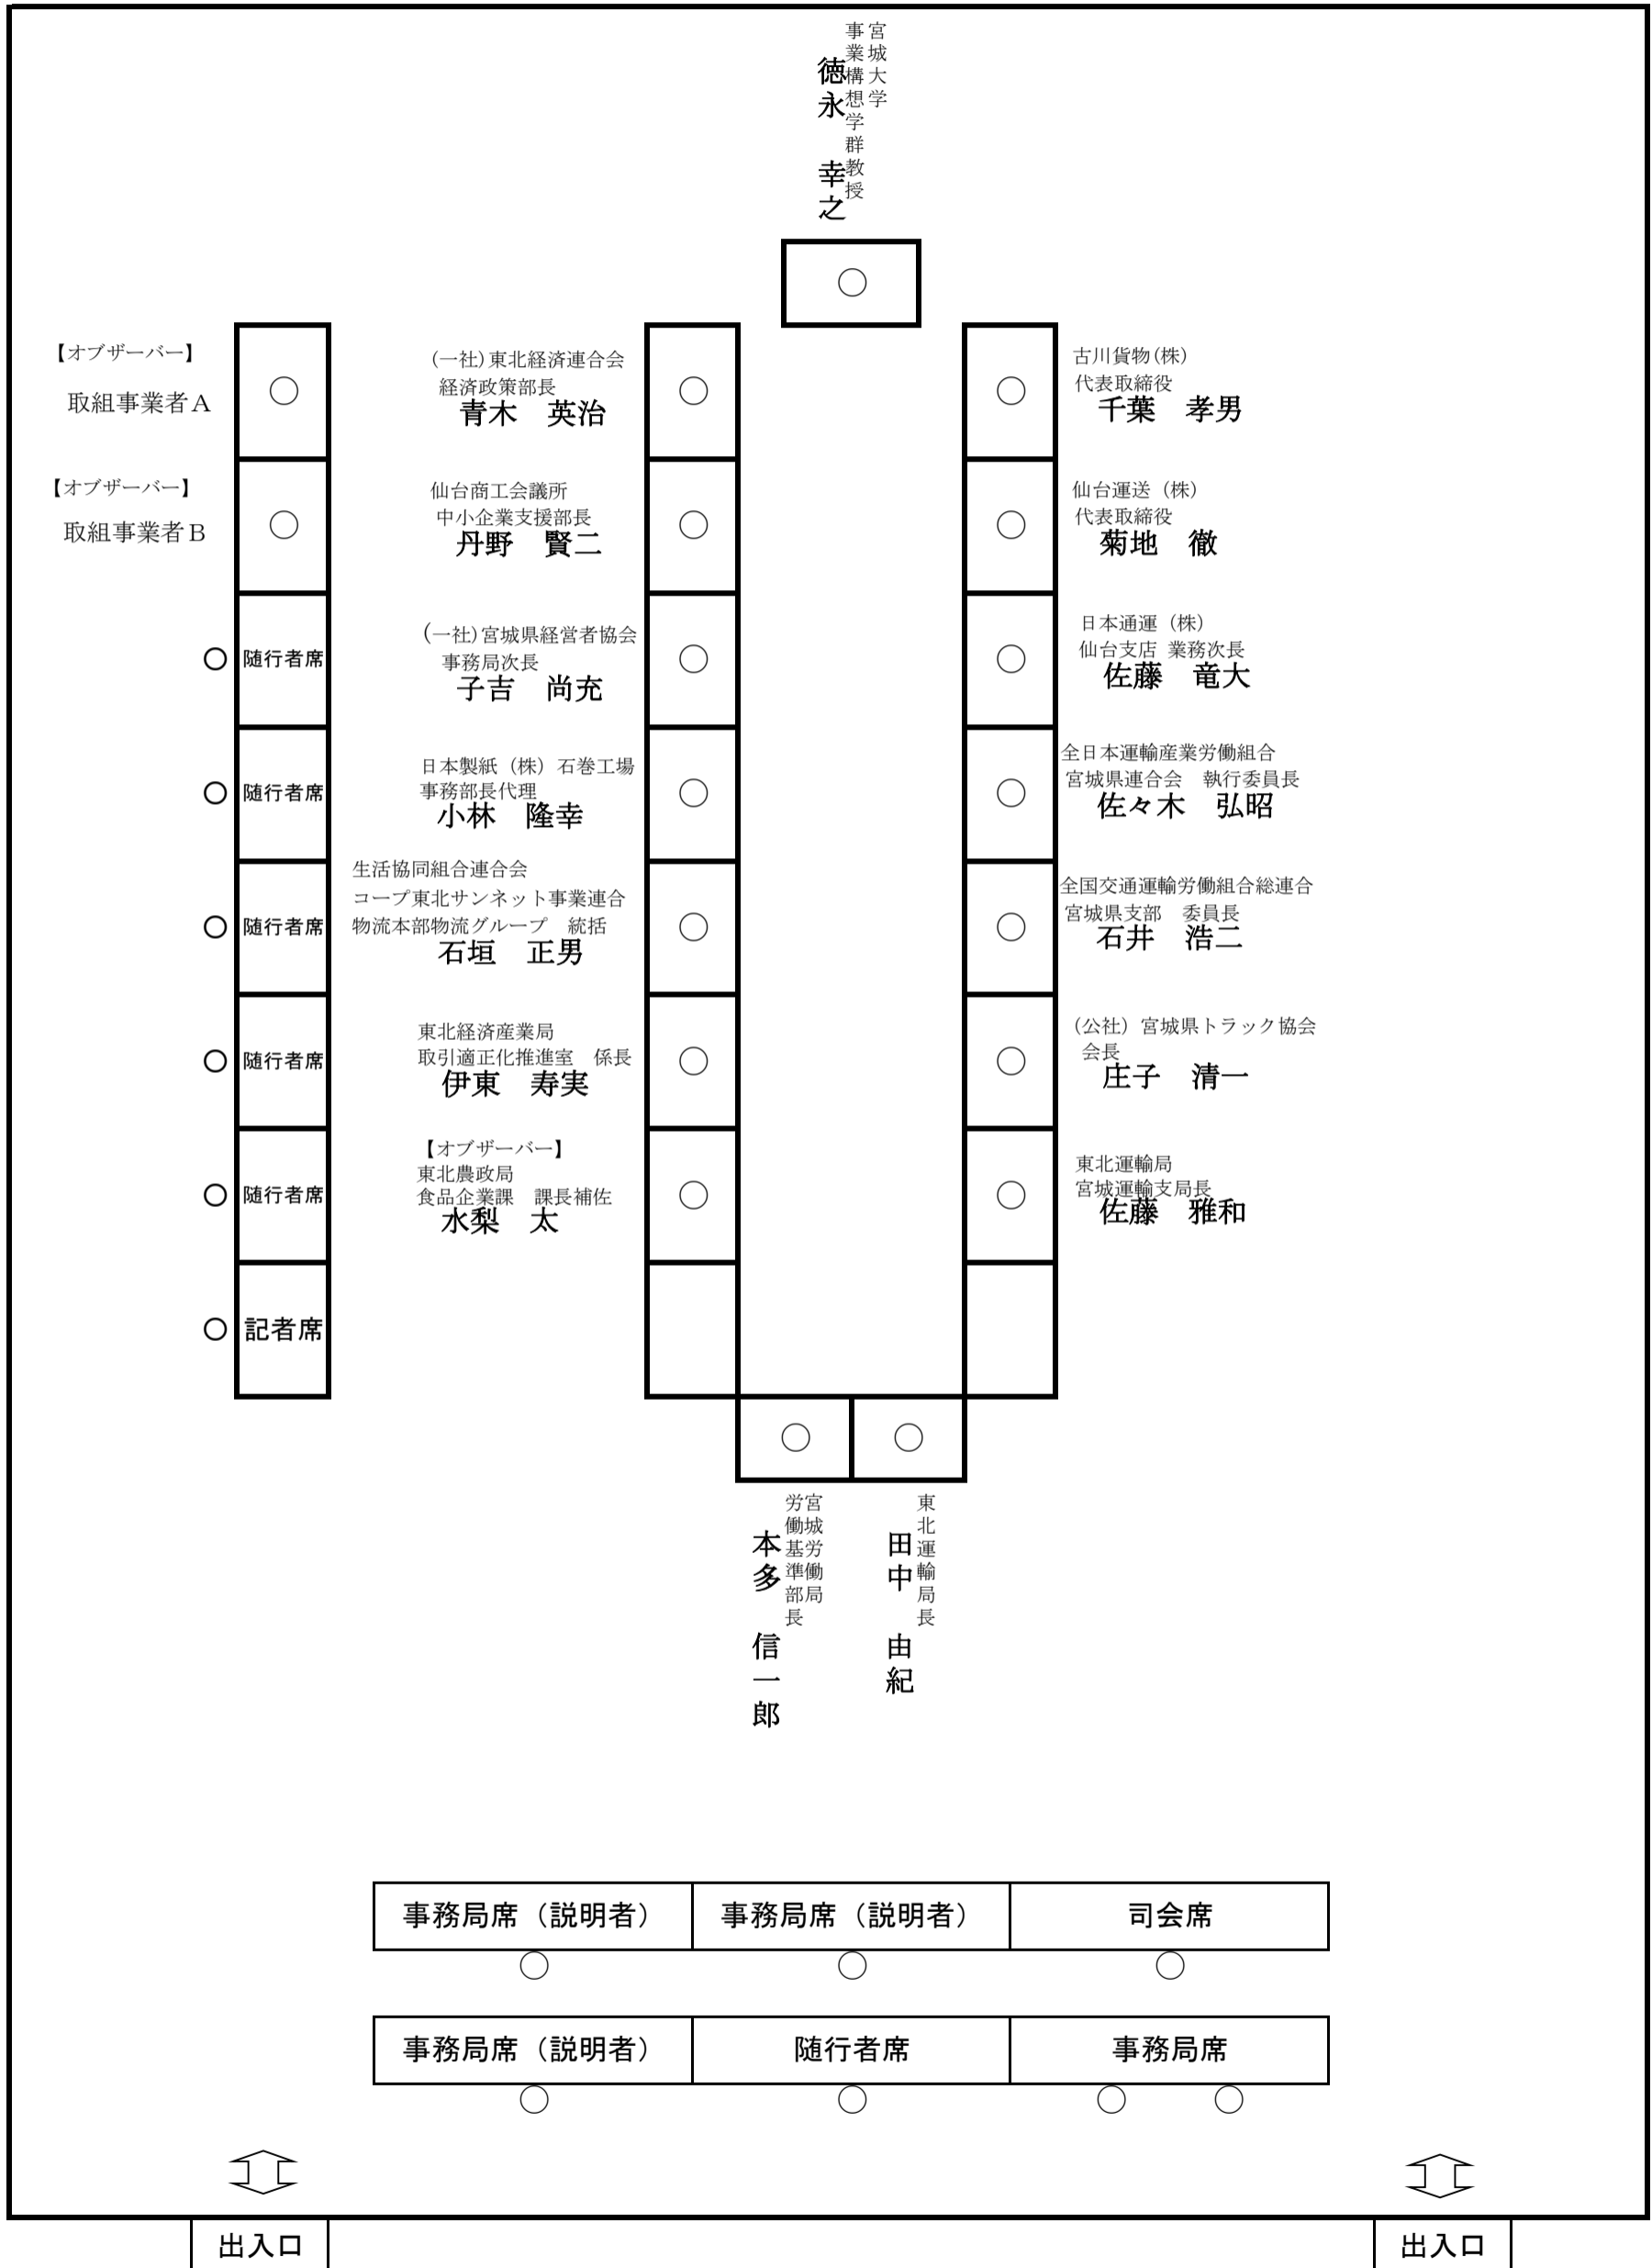 宮城大学
事業構想学群教授
徳永　幸之
【オブザーバー】
取組事業者A
【オブザーバー】
取組事業者B
随行者席
随行者席
随行者席
随行者席
随行者席
記者席
(一社)東北経済連合会
経済政策部長
青木　英治
仙台商工会議所
中小企業支援部長
丹野　賢二
(一社)宮城県経営者協会
事務局次長
子吉　尚充
日本製紙（株）石巻工場
事務部長代理
小林　隆幸
生活協同組合連合会
コープ東北サンネット事業連合
物流本部物流グループ　統括
石垣　正男
東北経済産業局
取引適正化推進室　係長
伊東　寿実
【オブザーバー】
東北農政局
食品企業課　課長補佐
水梨　太
古川貨物(株)
代表取締役
千葉　孝男
仙台運送（株）
代表取締役
菊地　徹
日本通運（株）
仙台支店 業務次長
佐藤　竜大
全日本運輸産業労働組合
宮城県連合会　執行委員長
佐々木　弘昭
全国交通運輸労働組合総連合
宮城県支部　委員長
石井　浩二
(公社）宮城県トラック協会
会長
庄子　清一
東北運輸局
宮城運輸支局長
佐藤　雅和
東北運輸局長
田中　由紀
宮城労働局
労働基準部長
本多　信一郎
事務局席（説明者）
事務局席（説明者）
司会席
事務局席（説明者）
随行者席
事務局席
出入口
出入口